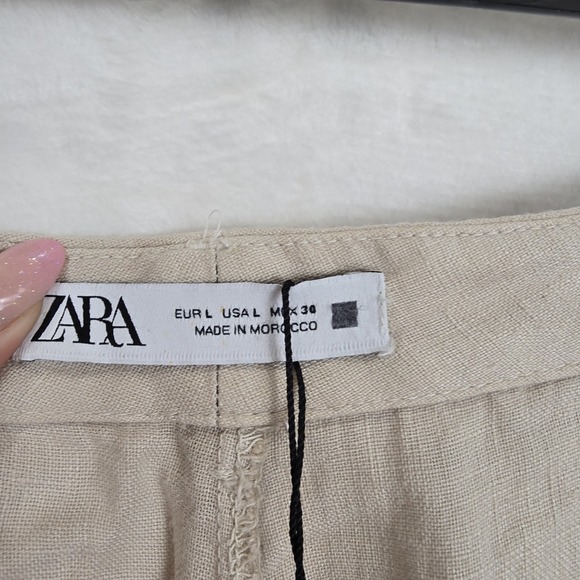 ZARA
EUR L USA L MEX 30
MADE IN MOROCCO